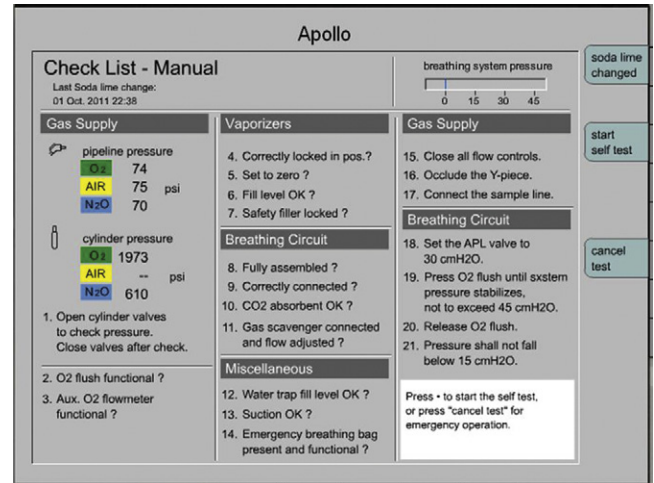 Apollo
Check List - Manual
Last Soda lime change:
01 Oct. 2011 22:38
breathing system pressure
0 15 30 45
Gas Supply
pipeline pressure
O2 74
AIR 75 psi
N2O 70
cylinder pressure
O2 1973
AIR -- psi
N2O 610
1. Open cylinder valves
to check pressure.
Close valves after check.
2. O2 flush functional ?
3. Aux. O2 flowmeter
functional ?
Vaporizers
4. Correctly locked in pos.?
5. Set to zero ?
6. Fill level OK ?
7. Safety filler locked ?
Breathing Circuit
8. Fully assembled ?
9. Correctly connected ?
10. CO2 absorbent OK ?
11. Gas scavenger connected
and flow adjusted ?
Miscellaneous
12. Water trap fill level OK ?
13. Suction OK ?
14. Emergency breathing bag
present and functional ?
Gas Supply
15. Close all flow controls.
16. Occlude the Y-piece.
17. Connect the sample line.
Breathing Circuit
18. Set the APL valve to
30 cmH2O.
19. Press O2 flush until sxstem
pressure stabilizes,
not to exceed 45 cmH2O.
20. Release O2 flush.
21. Pressure shall not fall
below 15 cmH2O.
Press • to start the self test,
or press "cancel test" for
emergency operation.
soda lime
changed
start
self test
cancel
test